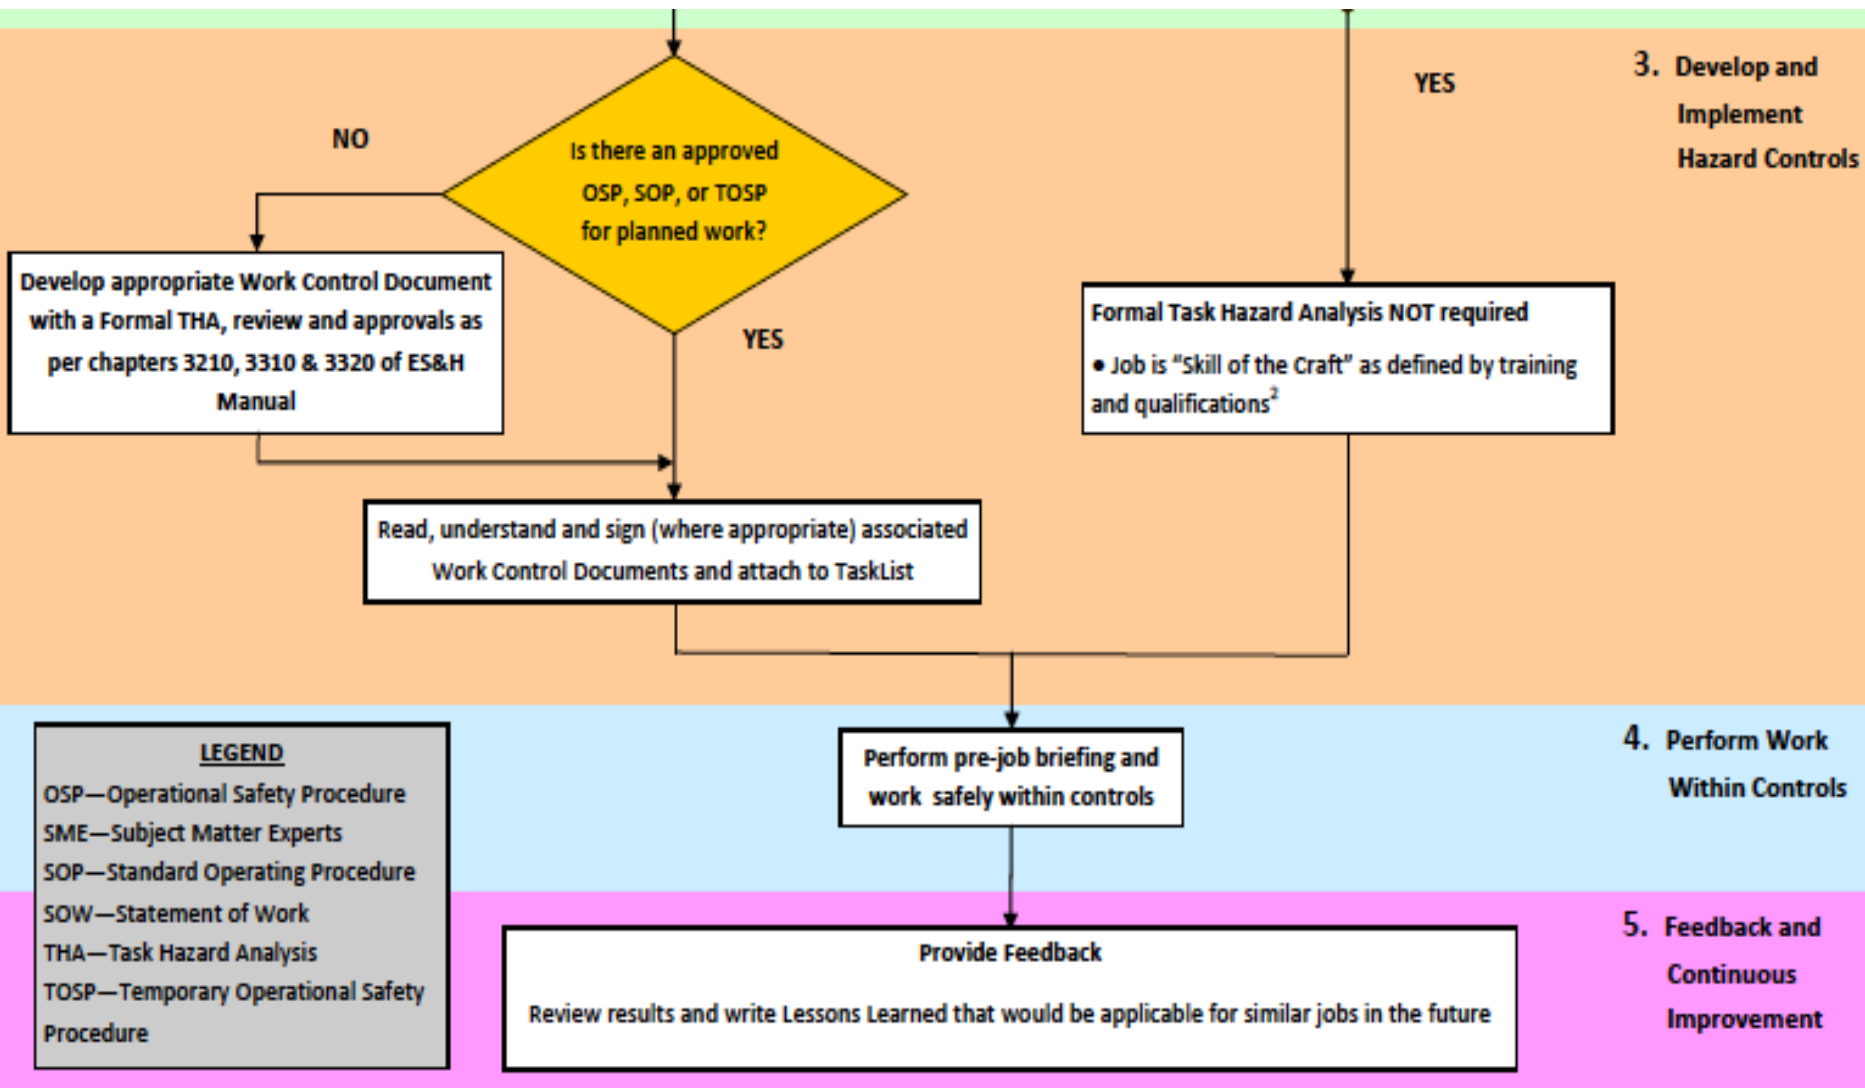 3. Develop and
Implement
Hazard Controls
YES
NO
Is there an approved
OSP, SOP, or TOSP
for planned work?
Develop appropriate Work Control Document
with a Formal THA, review and approvals as
per chapters 3210, 3310 & 3320 of ES&H
Manual
YES
Formal Task Hazard Analysis NOT required
• Job is “Skill of the Craft” as defined by training
and qualifications²
Read, understand and sign (where appropriate) associated
Work Control Documents and attach to TaskList
4. Perform Work
Within Controls
Perform pre-job briefing and
work safely within controls
LEGEND
OSP—Operational Safety Procedure
SME—Subject Matter Experts
SOP—Standard Operating Procedure
SOW—Statement of Work
THA—Task Hazard Analysis
TOSP—Temporary Operational Safety
Procedure
5. Feedback and
Continuous
Improvement
Provide Feedback
Review results and write Lessons Learned that would be applicable for similar jobs in the future